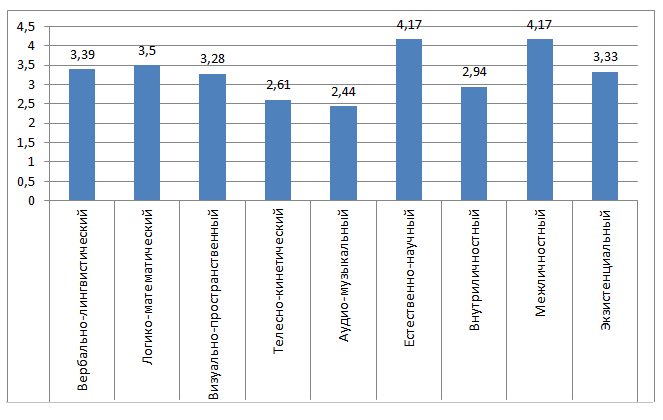 4,5
4
3,5
3
2,5
2
1,5
1
0,5
0
3,39
3,5
3,28
2,61
2,44
4,17
2,94
4,17
3,33
Вербально-лингвистический
Логико-математический
Визуально-пространственный
Телесно-кинетический
Аудио-музыкальный
Естественно-научный
Внутриличностный
Межличностный
Экзистенциальный